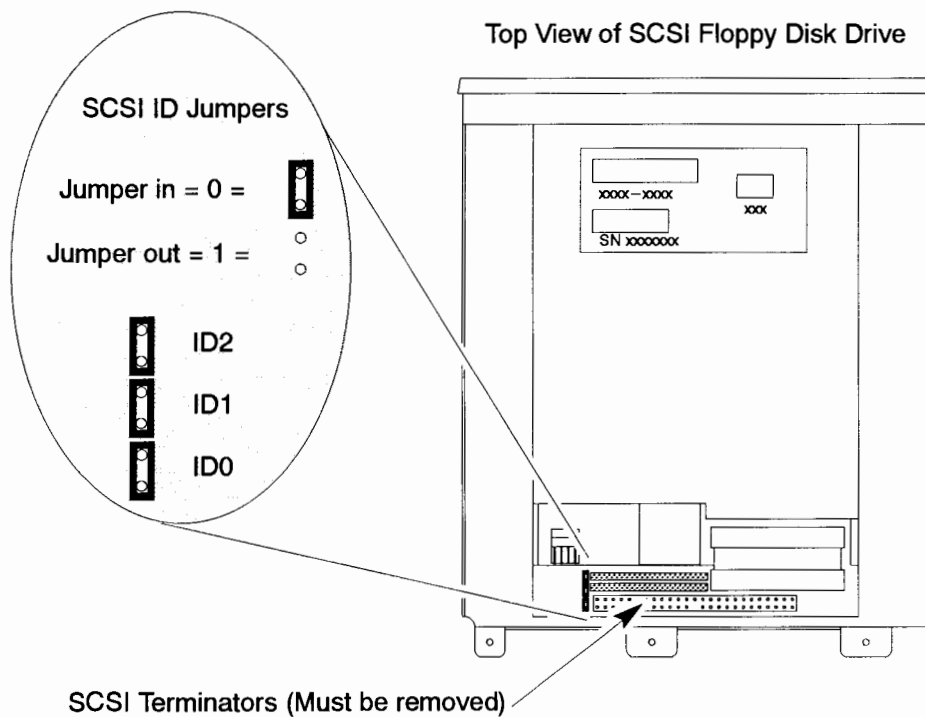 Top View of SCSI Floppy Disk Drive
SCSI ID Jumpers
Jumper in = 0 =
Jumper out = 1 =
ID2
ID1
ID0
xxxx–xxxx
xxx
SN xxxxxxx
SCSI Terminators (Must be removed)